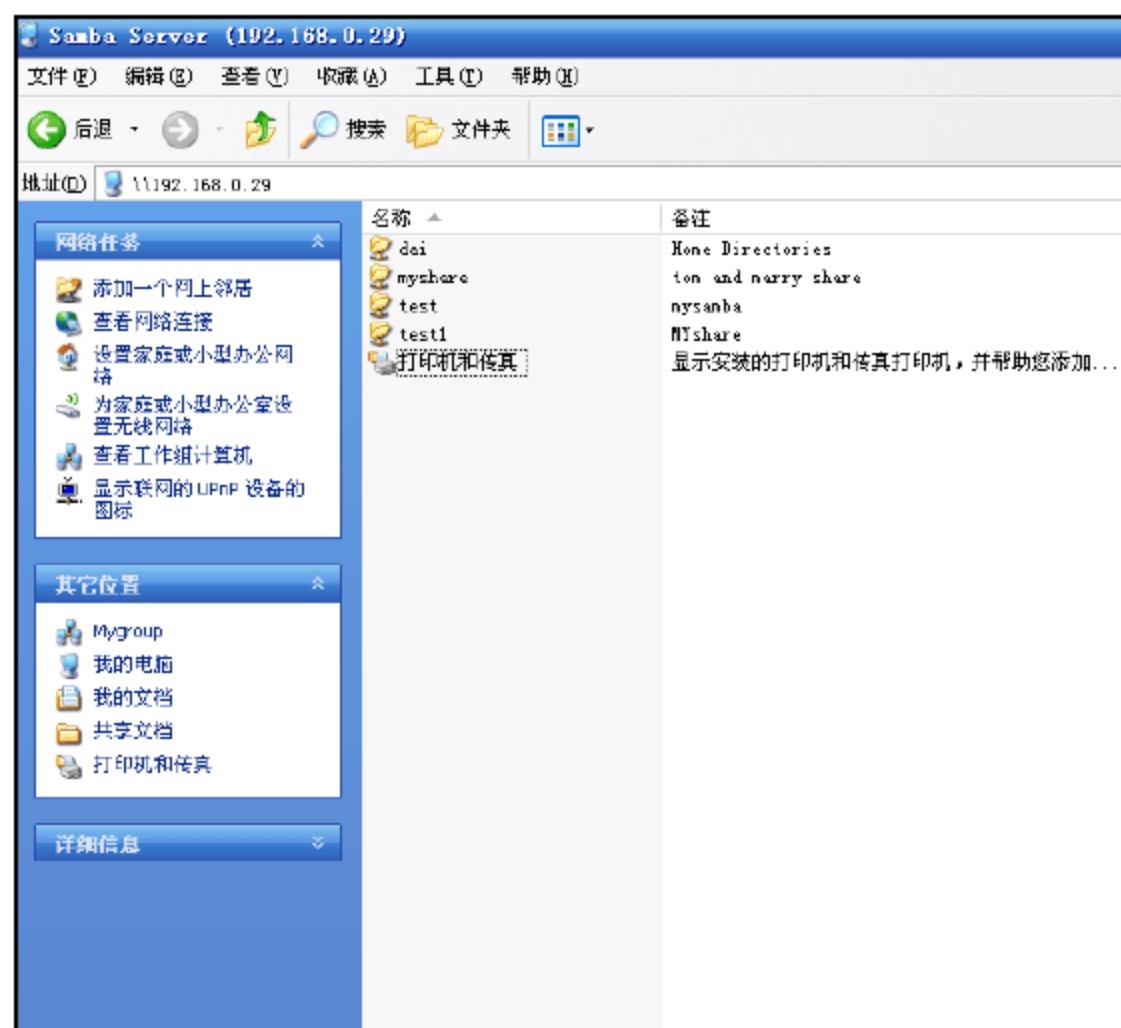 Samba Server (192.168.0.29)
文件(F) 编辑(E) 查看(V) 收藏(A) 工具(T) 帮助(H)
后退 搜索 文件夹
地址(D) \\192.168.0.29
名称 备注
网络任务
添加一个网上邻居
查看网络连接
设置家庭或小型办公网络
为家庭或小型办公室设置无线网络
查看工作组计算机
显示联网的 UPnP 设备的图标
其它位置
Mygroup
我的电脑
我的文档
共享文档
打印机和传真
详细信息
dai Home Directories
myshare tom and marry share
test mysamba
test1 MYshare
打印机和传真 显示安装的打印机和传真打印机，并帮助您添加...